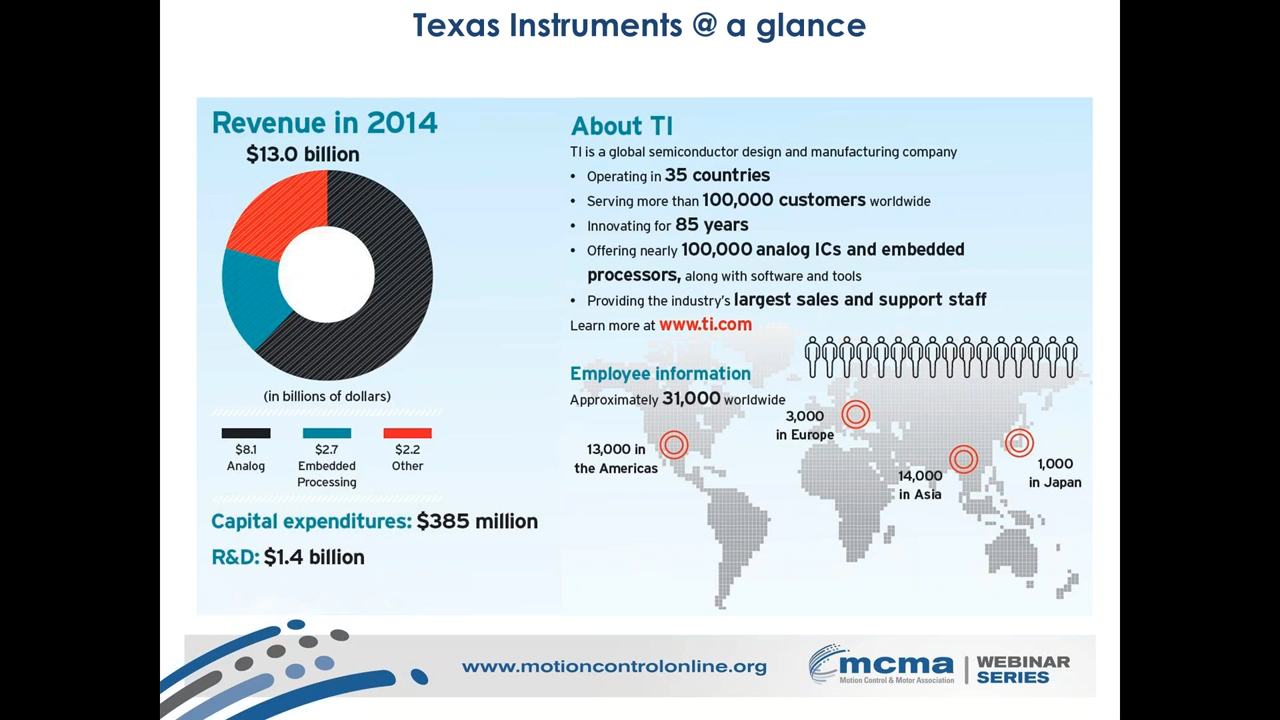 Texas Instruments @ a glance
Revenue in 2014
$13.0 billion
(in billions of dollars)
$8.1
Analog
$2.7
Embedded
Processing
$2.2
Other
Capital expenditures: $385 million
R&D: $1.4 billion
About TI
TI is a global semiconductor design and manufacturing company
• Operating in 35 countries
• Serving more than 100,000 customers worldwide
• Innovating for 85 years
• Offering nearly 100,000 analog ICs and embedded
processors, along with software and tools
• Providing the industry's largest sales and support staff
Learn more at www.ti.com
Employee information
Approximately 31,000 worldwide
13,000 in
the Americas
3,000
in Europe
14,000
in Asia
1,000
in Japan
www.motioncontrolonline.org
mcma
Motion Control & Motor Association
WEBINAR
SERIES